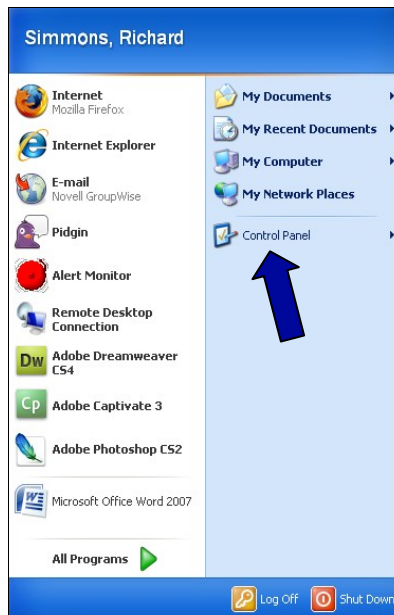 Simmons, Richard
Internet
Mozilla Firefox
Internet Explorer
E-mail
Novell GroupWise
Pidgin
Alert Monitor
Remote Desktop
Connection
Dw
Adobe Dreamweaver
CS4
Cp
Adobe Captivate 3
Adobe Photoshop CS2
Microsoft Office Word 2007
All Programs
My Documents
My Recent Documents
My Computer
My Network Places
Control Panel
Log Off
Shut Down